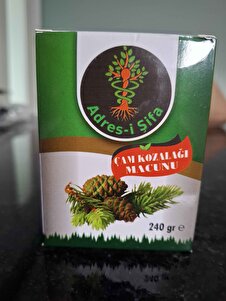 Adres-i Şifa
ÇAM KOZALAĞI
MACUNU
240 gr ℮